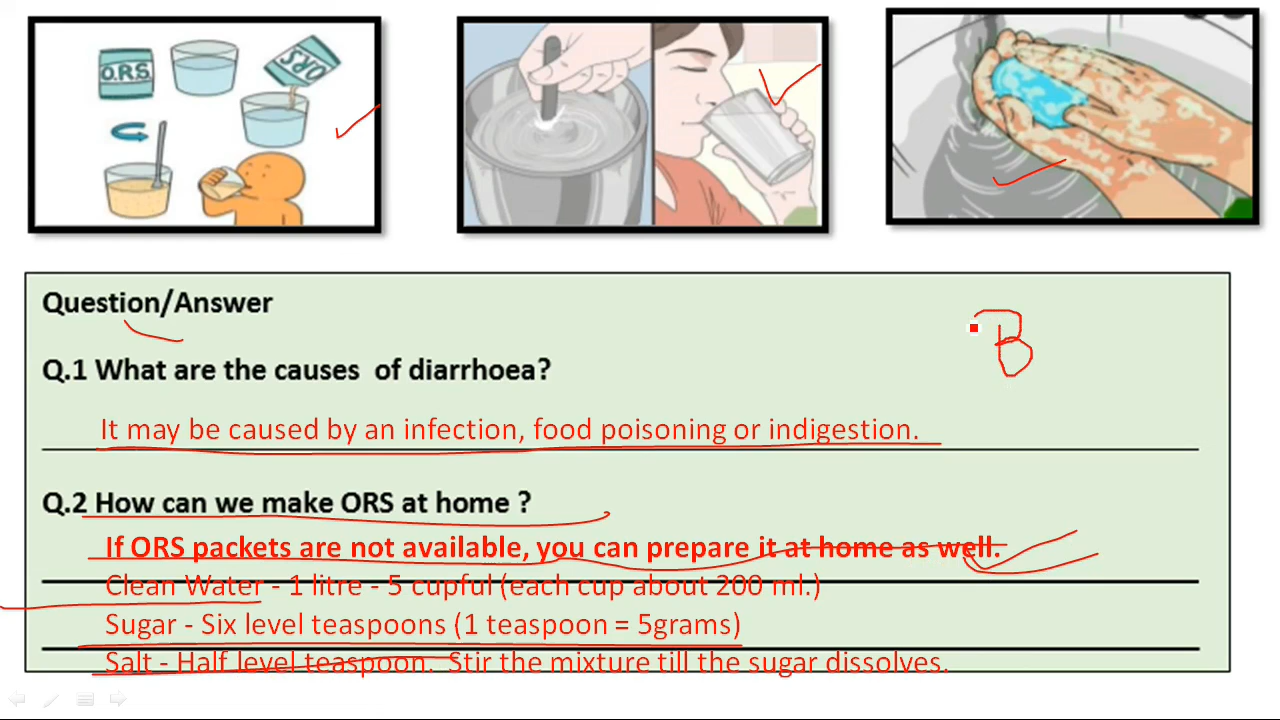 O.R.S.
ORS
Question/Answer
B
Q.1 What are the causes of diarrhoea?
It may be caused by an infection, food poisoning or indigestion.
Q.2 How can we make ORS at home ?
If ORS packets are not available, you can prepare it at home as well.
Clean Water - 1 litre - 5 cupful (each cup about 200 ml.)
Sugar - Six level teaspoons (1 teaspoon = 5grams)
Salt - Half level teaspoon. Stir the mixture till the sugar dissolves.